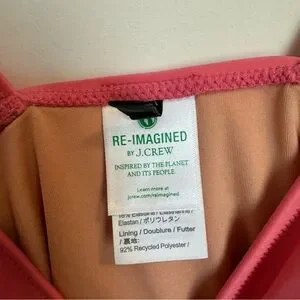 RE-IMAGINED
BY J.CREW
INSPIRED BY THE PLANET
AND ITS PEOPLE.
Learn more at
jcrew.com/reimagined
Elastan / ポリウレタン
Lining / Doublure / Futter
/ 裏地:
92% Recycled Polyester /